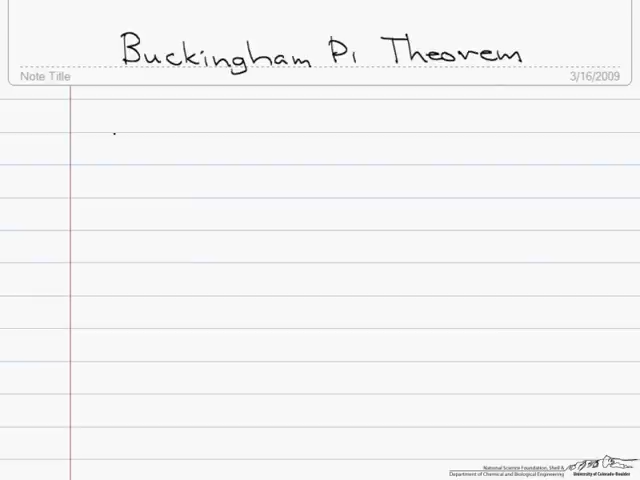 Buckingham Pi Theorem
Note Title
3/16/2009
National Science Foundation, Shell &
Department of Chemical and Biological Engineering
University of Colorado Boulder